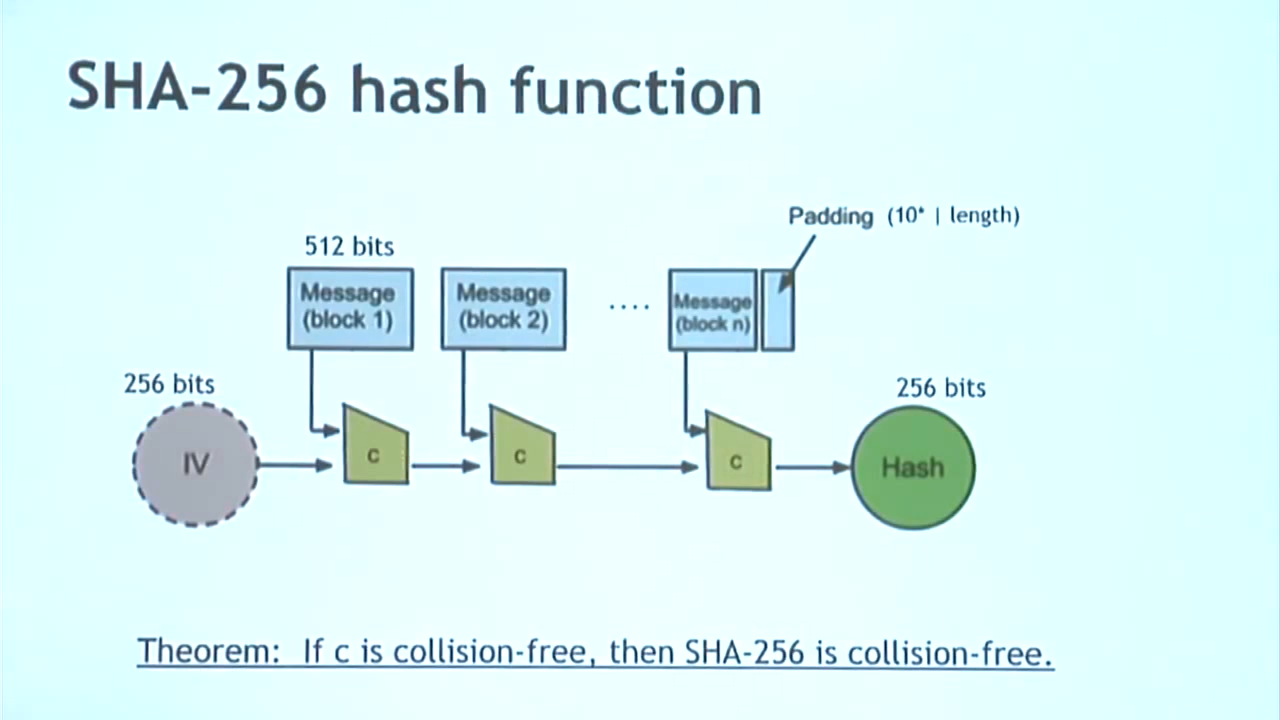 SHA-256 hash function
Padding (10* | length)
512 bits
Message
(block 1)
Message
(block 2)
....
Message
(block n)
256 bits
256 bits
IV
c
c
c
Hash
Theorem: If c is collision-free, then SHA-256 is collision-free.